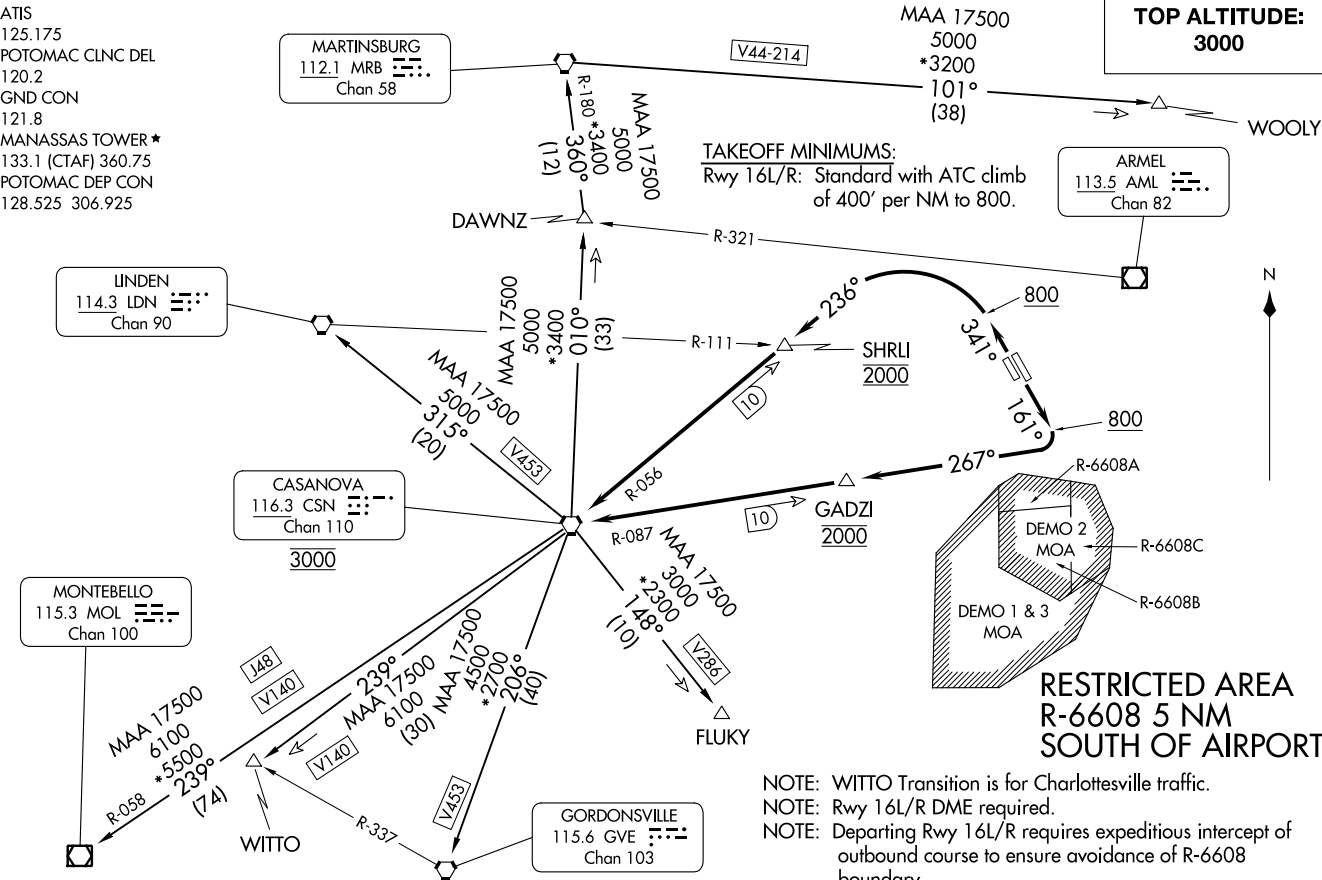 ATIS
125.175
POTOMAC CLNC DEL
120.2
GND CON
121.8
MANASSAS TOWER ★
133.1 (CTAF) 360.75
POTOMAC DEP CON
128.525 306.925
TOP ALTITUDE:
3000
MARTINSBURG
112.1 MRB
Chan 58
V44-214
MAA 17500
5000
*3200
101°
(38)
WOOLY
R-180
MAA 17500
5000
*3400
360°
(12)
TAKEOFF MINIMUMS:
Rwy 16L/R: Standard with ATC climb
of 400' per NM to 800.
ARMEL
113.5 AML
Chan 82
DAWNZ
R-321
LINDEN
114.3 LDN
Chan 90
MAA 17500
5000
*3400
010°
(33)
R-111
236°
800
341°
SHRLI
2000
N
MAA 17500
5000
315°
(20)
V453
10
161°
800
R-056
267°
CASANOVA
116.3 CSN
Chan 110
3000
R-087
10
GADZI
2000
R-6608A
DEMO 2
MOA
R-6608C
R-6608B
DEMO 1 & 3
MOA
MAA 17500
3000
*2300
148°
(10)
V286
FLUKY
MONTEBELLO
115.3 MOL
Chan 100
J48
V140
239°
MAA 17500
6100
(30)
V140
MAA 17500
4500
*2700
206°
(40)
V453
MAA 17500
6100
*5500
239°
(74)
R-058
WITTO
R-337
GORDONSVILLE
115.6 GVE
Chan 103
RESTRICTED AREA
R-6608 5 NM
SOUTH OF AIRPORT
NOTE: WITTO Transition is for Charlottesville traffic.
NOTE: Rwy 16L/R DME required.
NOTE: Departing Rwy 16L/R requires expeditious intercept of
outbound course to ensure avoidance of R-6608
boundary.